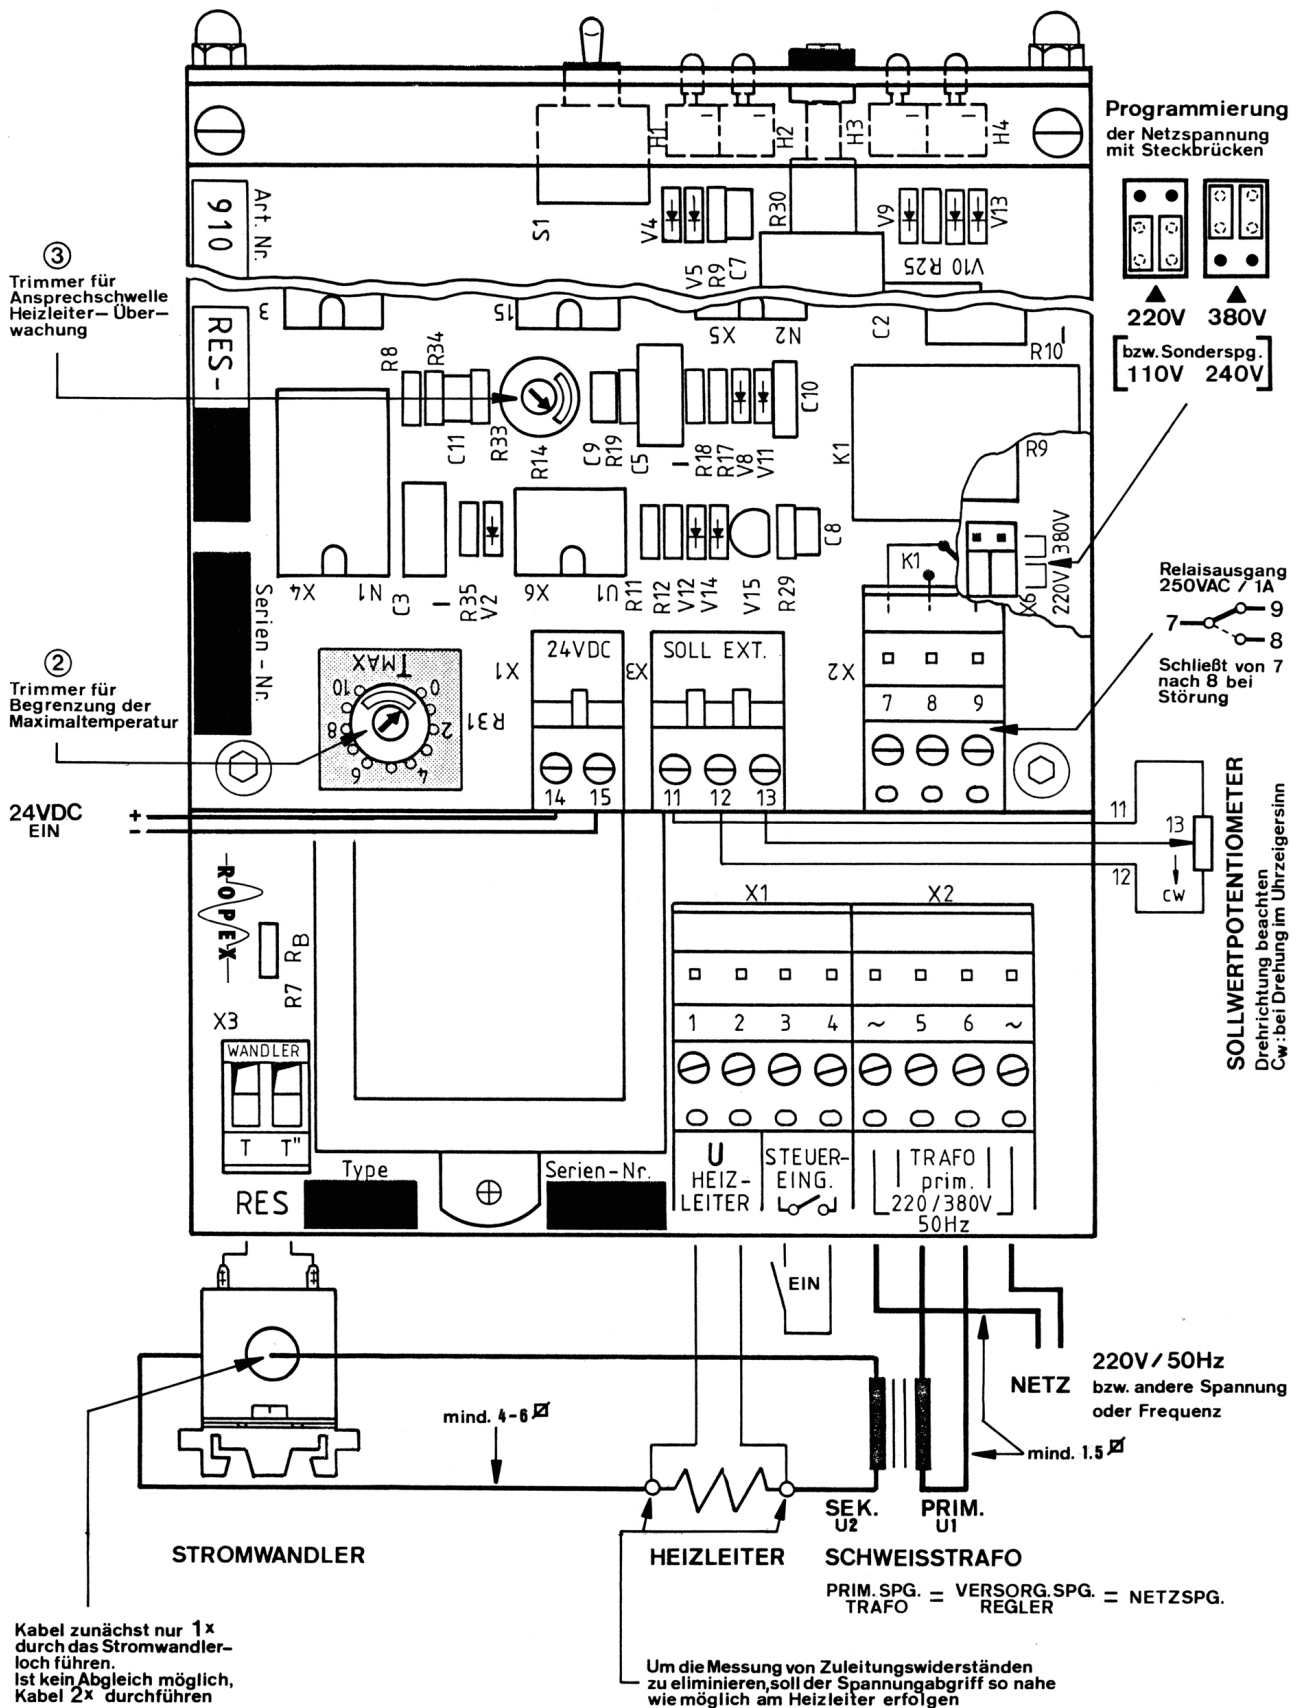 H1
H2
H3
H4
Programmierung
der Netzspannung
mit Steckbrücken
Art. Nr.
910
S1
V4
R30
V9
V13
V5
R9
C7
V10
R25
220V
380V
bzw. Sonderspg.
110V 240V
③
Trimmer für
Ansprechschwelle
Heizleiter– Über–
wachung
RES-
3
15
X5
N2
C2
R10
R8
R34
C11
R33
R14
C9
R19
C5
R18
R17
V8
V11
C10
K1
R9
X4
N1
C3
R35
V2
X6
U1
R11
R12
V12
V14
V15
R29
C8
K1
X6
220V
380V
Relaisausgang
250VAC / 1A
7
9
8
Schließt von 7
nach 8 bei
Störung
Serien-Nr.
②
Trimmer für
Begrenzung der
Maximaltemperatur
TMAX
0
2
4
6
8
10
R31
X1
24VDC
X3
SOLL EXT.
X2
7 8 9
14 15
11 12 13
24VDC
EIN
+
-
11
13
12
CW
SOLLWERTPOTENTIOMETER
Drehrichtung beachten
Cw: bei Drehung im Uhrzeigersinn
ROPEX
RB
R7
X3
WANDLER
T T"
RES
Type
Serien-Nr.
X1
X2
1 2 3 4 ~ 5 6 ~
U
HEIZ-
LEITER
STEUER-
EING.
TRAFO
prim.
220/380V
50Hz
EIN
NETZ
220V/50Hz
bzw. andere Spannung
oder Frequenz
mind. 4-6
mind. 1.5
SEK.
U2
PRIM.
U1
STROMWANDLER
HEIZLEITER
SCHWEISSTRAFO
PRIM. SPG.
TRAFO
=
VERSORG. SPG.
REGLER
= NETZSPG.
Kabel zunächst nur 1x
durch das Stromwandler–
loch führen.
Ist kein Abgleich möglich,
Kabel 2x durchführen
Um die Messung von Zuleitungswiderständen
zu eliminieren, soll der Spannungabgriff so nahe
wie möglich am Heizleiter erfolgen